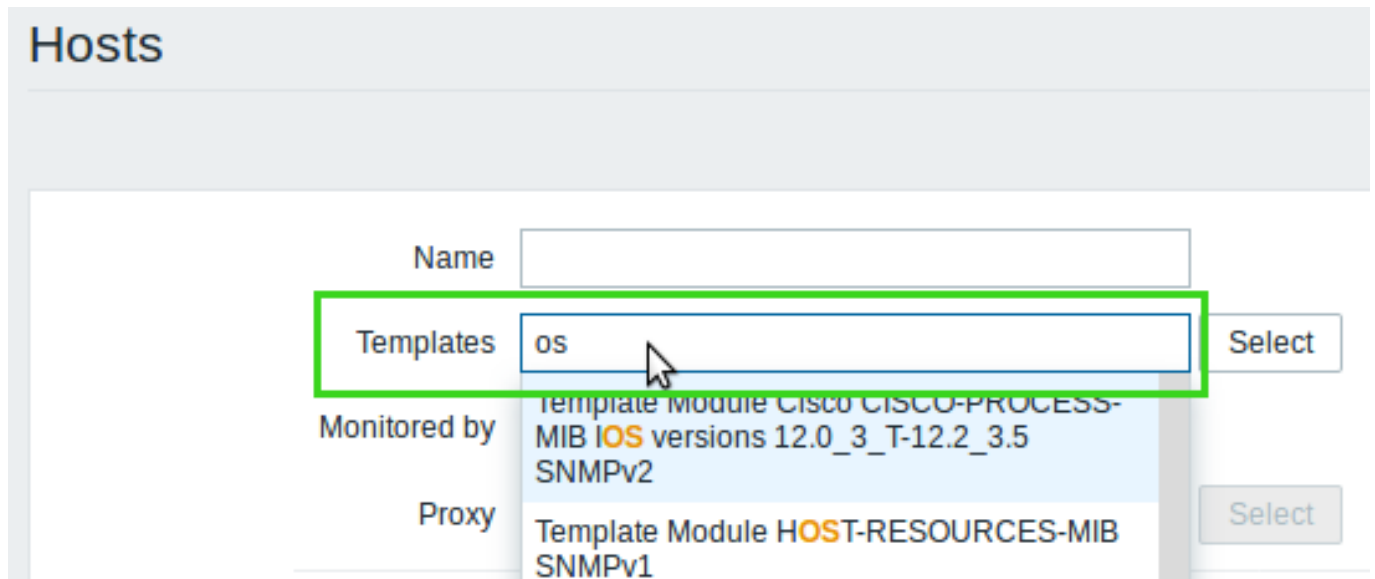 Hosts
Name
Templates os Select
Template Module Cisco CISCO-PROCESS-
Monitored by
MIB IOS versions 12.0_3_T-12.2_3.5
SNMPv2
Proxy
Select
Template Module HOST-RESOURCES-MIB
SNMPv1